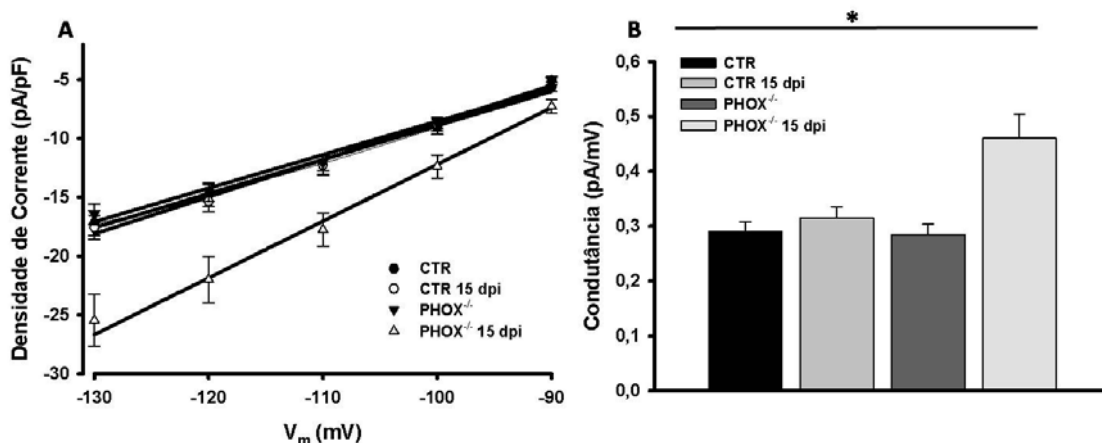 A
Densidade de Corrente (pA/pF)
-5
-10
-15
-20
-25
-30
-130
-120
-110
-100
-90
V_m (mV)
CTR
CTR 15 dpi
PHOX^-/-
PHOX^-/- 15 dpi
B
*
Condutância (pA/mV)
0,6
0,5
0,4
0,3
0,2
0,1
0,0
CTR
CTR 15 dpi
PHOX^-/-
PHOX^-/- 15 dpi